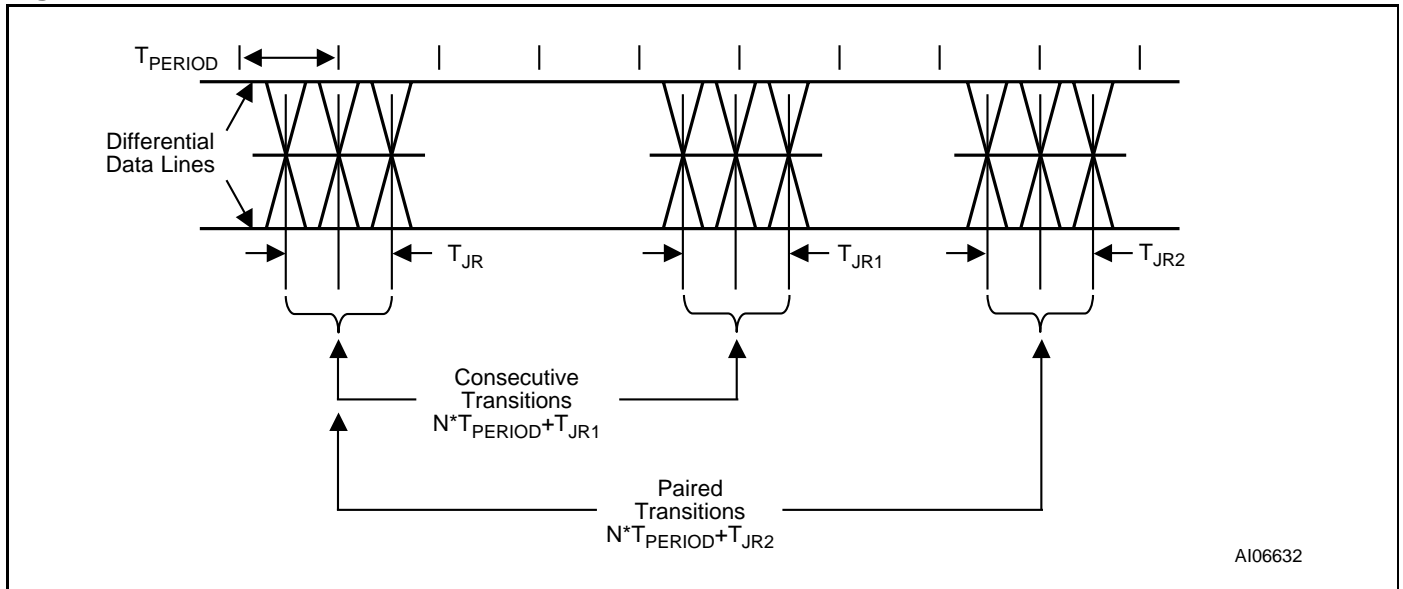 TPERIOD
Differential
Data Lines
TJR
TJR1
TJR2
Consecutive
Transitions
N*TPERIOD+TJR1
Paired
Transitions
N*TPERIOD+TJR2
AI06632